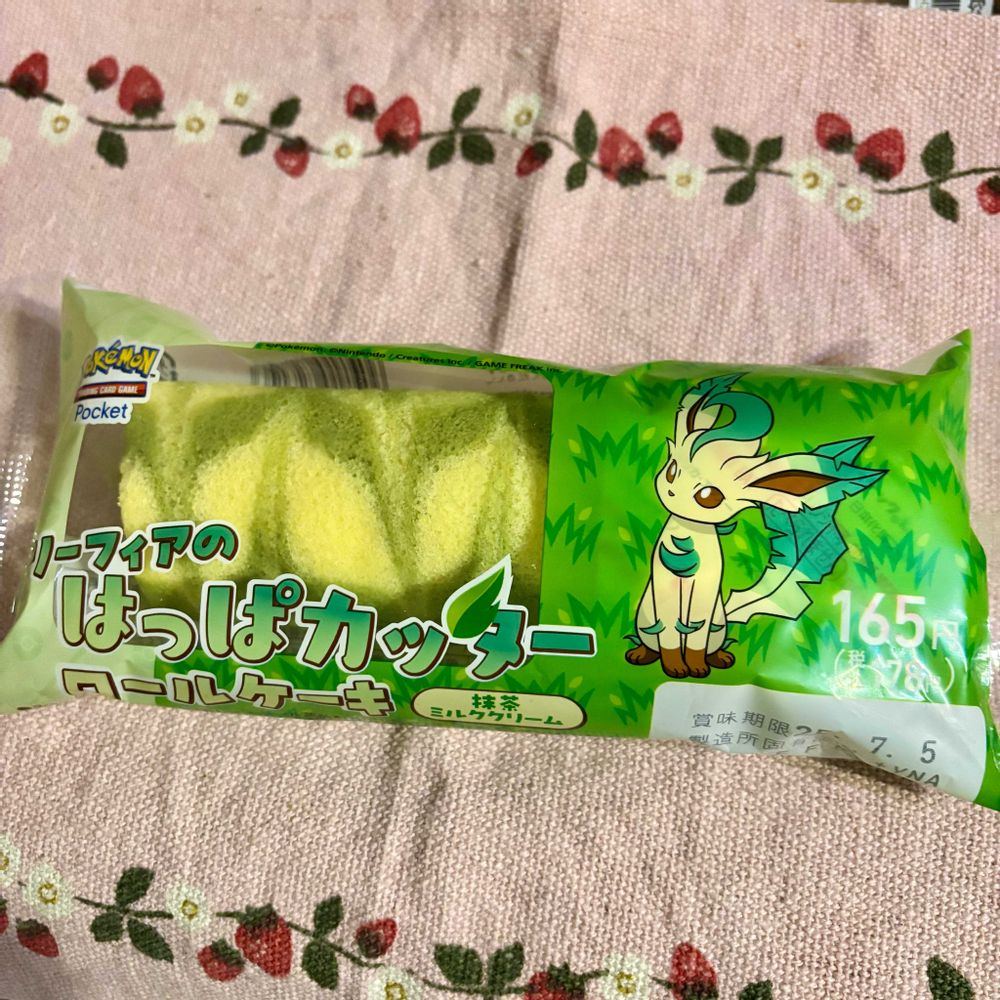 ©Pokémon. ©Nintendo / Creatures Inc. / GAME FREAK inc.
POKÉMON
TRADING CARD GAME
Pocket
リーフィアの
はっぱカッター
ロールケーキ
抹茶
ミルククリーム
165円
賞味期限
7. 5
製造所固